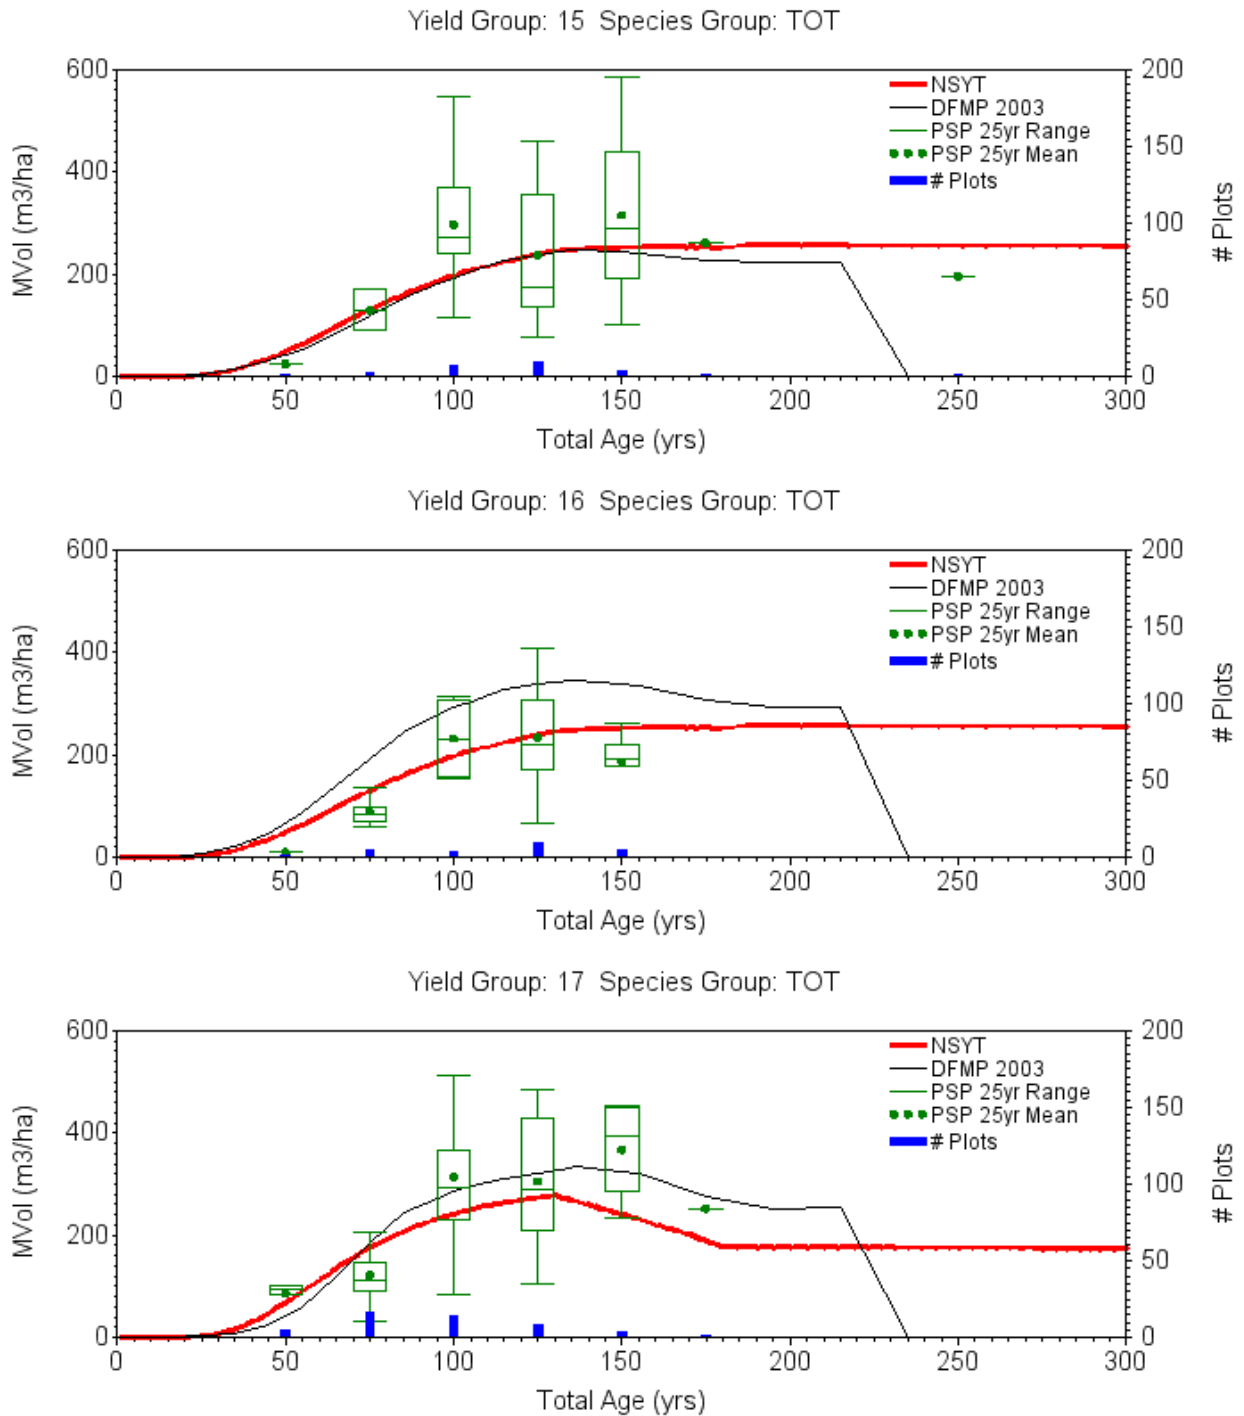 Yield Group: 15 Species Group: TOT
600
400
200
0
MVol (m3/ha)
200
150
100
50
0
# Plots
NSYT
DFMP 2003
PSP 25yr Range
PSP 25yr Mean
# Plots
0 50 100 150 200 250 300
Total Age (yrs)
Yield Group: 16 Species Group: TOT
600
400
200
0
MVol (m3/ha)
200
150
100
50
0
# Plots
NSYT
DFMP 2003
PSP 25yr Range
PSP 25yr Mean
# Plots
0 50 100 150 200 250 300
Total Age (yrs)
Yield Group: 17 Species Group: TOT
600
400
200
0
MVol (m3/ha)
200
150
100
50
0
# Plots
NSYT
DFMP 2003
PSP 25yr Range
PSP 25yr Mean
# Plots
0 50 100 150 200 250 300
Total Age (yrs)